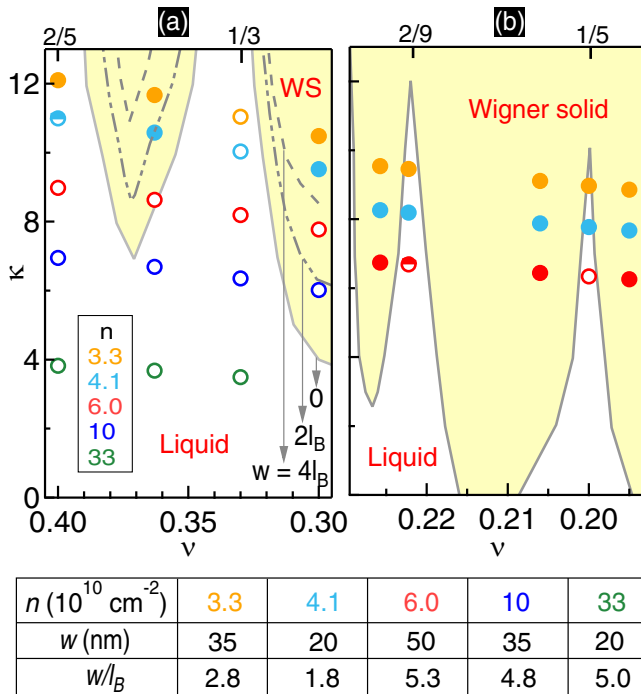 2/5 (a) 1/3
12
8
4
0
κ
WS
n
3.3
4.1
6.0
10
33
Liquid
0
2l_B
w = 4l_B
0.40 0.35 0.30
ν
2/9 (b) 1/5
Wigner solid
Liquid
0.22 0.21 0.20
ν
n (10^10 cm^-2) 3.3 4.1 6.0 10 33
w (nm) 35 20 50 35 20
w/l_B 2.8 1.8 5.3 4.8 5.0